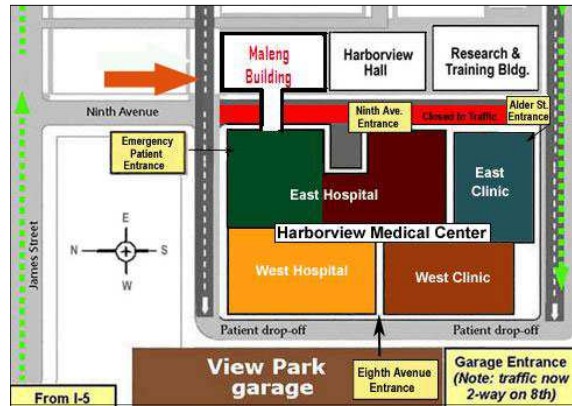 Maleng
Building
Harborview
Hall
Research &
Training Bldg.
Ninth Avenue
Ninth Ave.
Entrance
Closed to Traffic
Alder St.
Entrance
Emergency
Patient
Entrance
East Hospital
East
Clinic
Harborview Medical Center
James Street
E
N
S
W
West Hospital
West Clinic
Patient drop-off
Patient drop-off
View Park
garage
Eighth Avenue
Entrance
Garage Entrance
(Note: traffic now
2-way on 8th)
From I-5